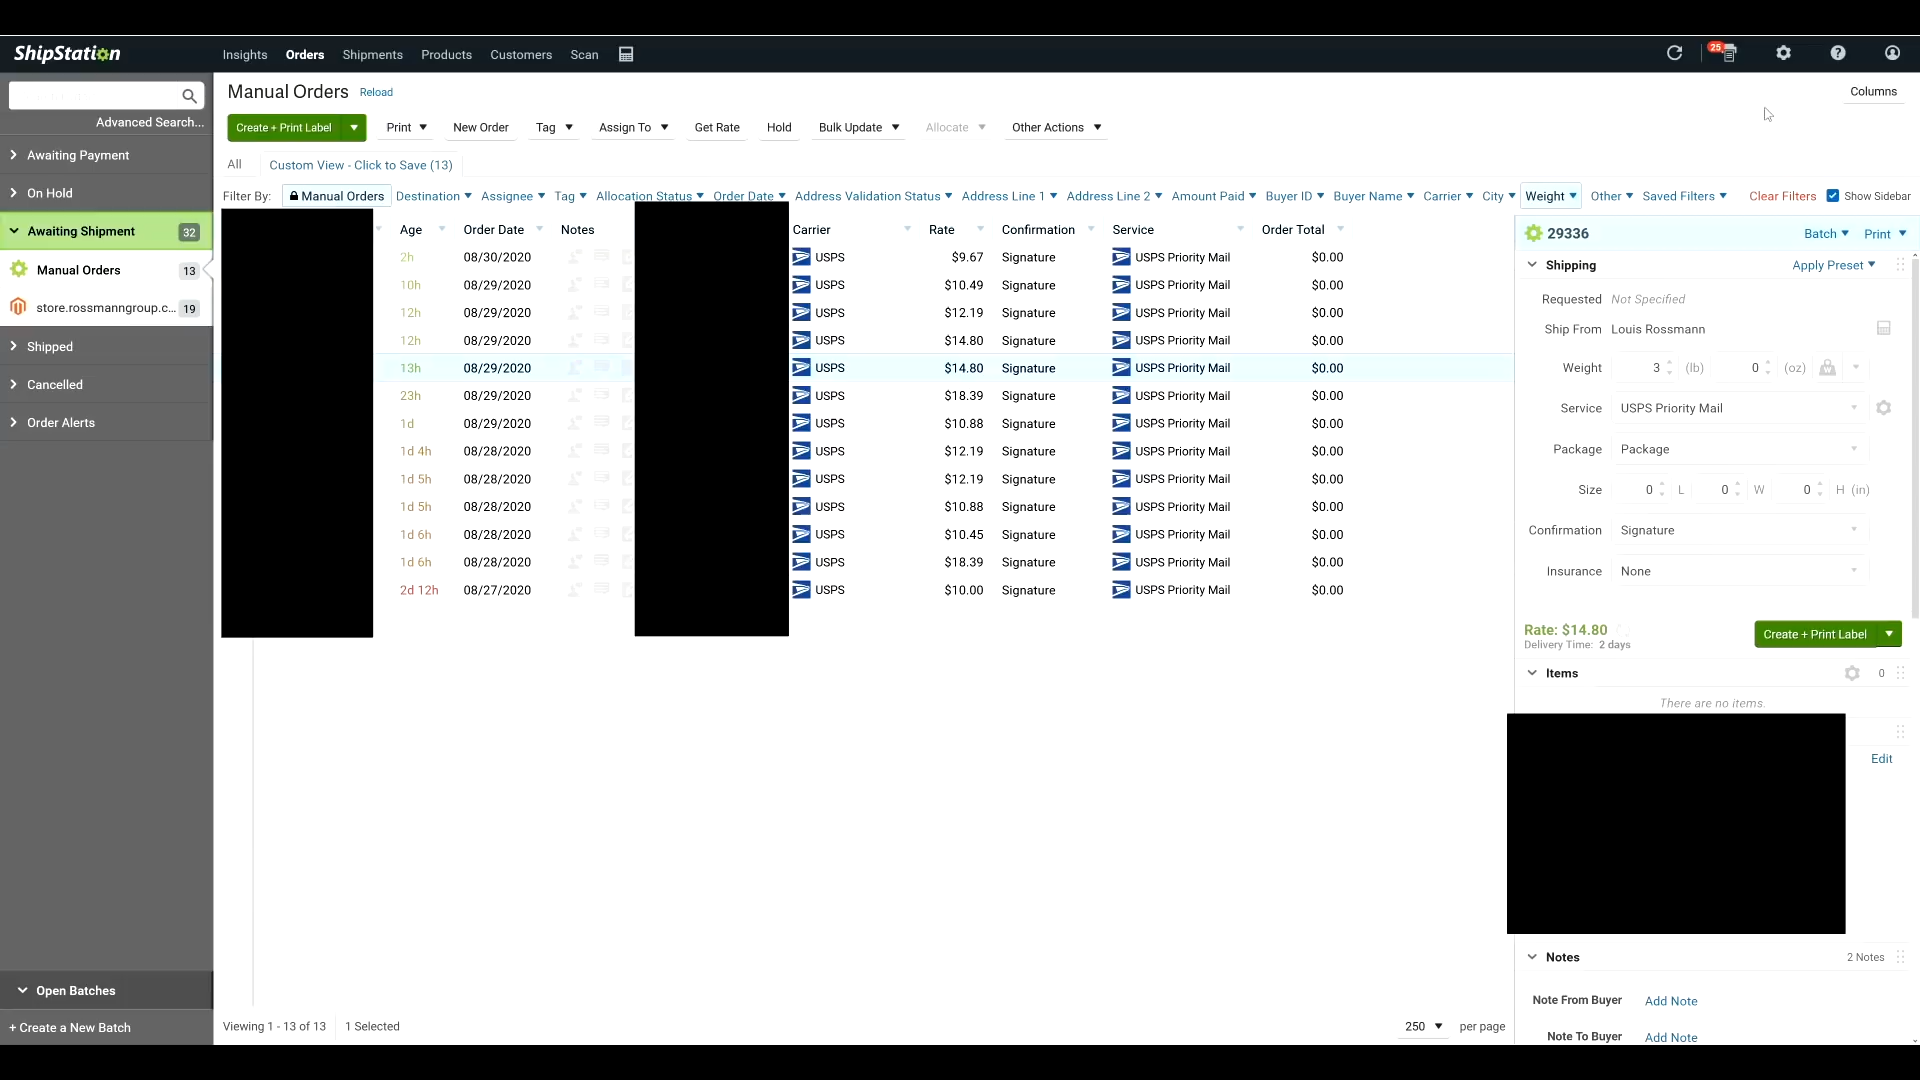 ShipStation Insights Orders Shipments Products Customers Scan 25
Manual Orders Reload Columns
Advanced Search...
Create + Print Label Print New Order Tag Assign To Get Rate Hold Bulk Update Allocate Other Actions
Awaiting Payment
All Custom View - Click to Save (13)
On Hold
Filter By: Manual Orders Destination Assignee Tag Allocation Status Order Date Address Validation Status Address Line 1 Address Line 2 Amount Paid Buyer ID Buyer Name Carrier City Weight Other Saved Filters Clear Filters Show Sidebar
Awaiting Shipment 32
Manual Orders 13
store.rossmanngroup.c... 19
Shipped
Cancelled
Order Alerts
Open Batches
+ Create a New Batch
Age Order Date Notes Carrier Rate Confirmation Service Order Total
2h 08/30/2020 USPS $9.67 Signature USPS Priority Mail $0.00
10h 08/29/2020 USPS $10.49 Signature USPS Priority Mail $0.00
12h 08/29/2020 USPS $12.19 Signature USPS Priority Mail $0.00
12h 08/29/2020 USPS $14.80 Signature USPS Priority Mail $0.00
13h 08/29/2020 USPS $14.80 Signature USPS Priority Mail $0.00
23h 08/29/2020 USPS $18.39 Signature USPS Priority Mail $0.00
1d 08/29/2020 USPS $10.88 Signature USPS Priority Mail $0.00
1d 4h 08/28/2020 USPS $12.19 Signature USPS Priority Mail $0.00
1d 5h 08/28/2020 USPS $12.19 Signature USPS Priority Mail $0.00
1d 5h 08/28/2020 USPS $10.88 Signature USPS Priority Mail $0.00
1d 6h 08/28/2020 USPS $10.45 Signature USPS Priority Mail $0.00
1d 6h 08/28/2020 USPS $18.39 Signature USPS Priority Mail $0.00
2d 12h 08/27/2020 USPS $10.00 Signature USPS Priority Mail $0.00
Viewing 1 - 13 of 13 1 Selected 250 per page
29336 Batch Print
Shipping Apply Preset
Requested Not Specified
Ship From Louis Rossmann
Weight 3 (lb) 0 (oz)
Service USPS Priority Mail
Package Package
Size 0 L 0 W 0 H (in)
Confirmation Signature
Insurance None
Rate: $14.80 Create + Print Label
Delivery Time: 2 days
Items 0
There are no items.
Edit
Notes 2 Notes
Note From Buyer Add Note
Note To Buyer Add Note